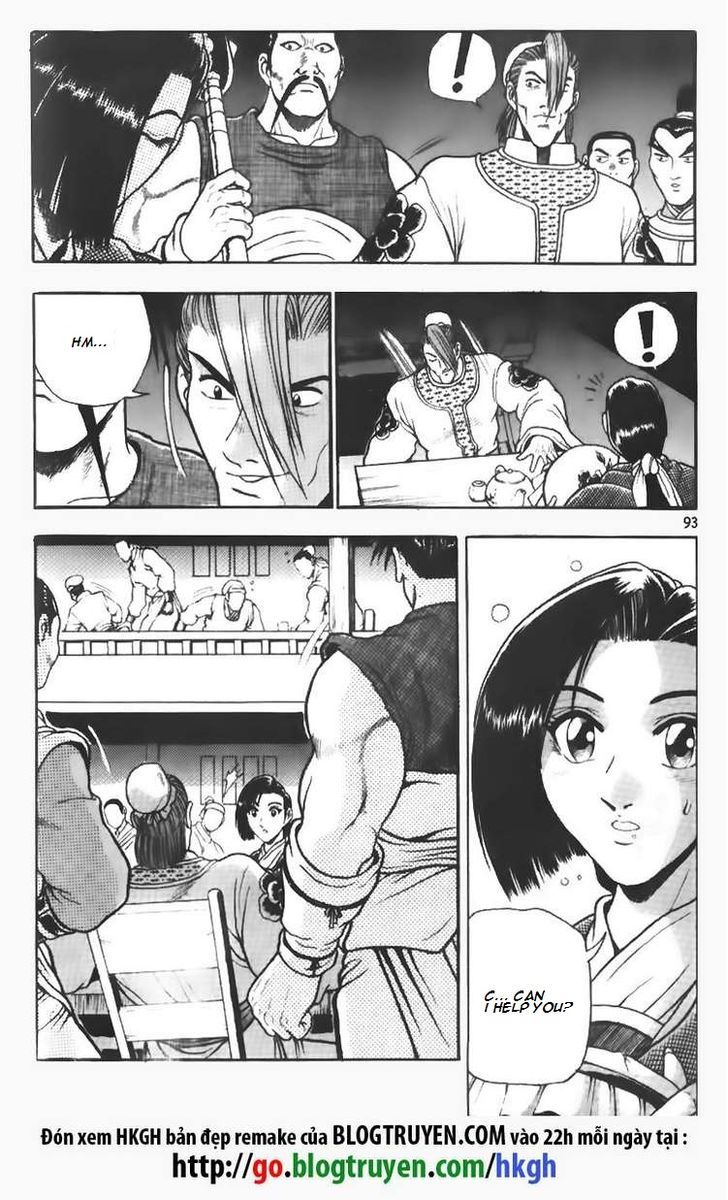 !
HM...
!
93
C... CAN
I HELP YOU?
Đón xem HKGH bản đẹp remake của BLOGTRUYEN.COM vào 22h mỗi ngày tại :
http://go.blogtruyen.com/hkgh